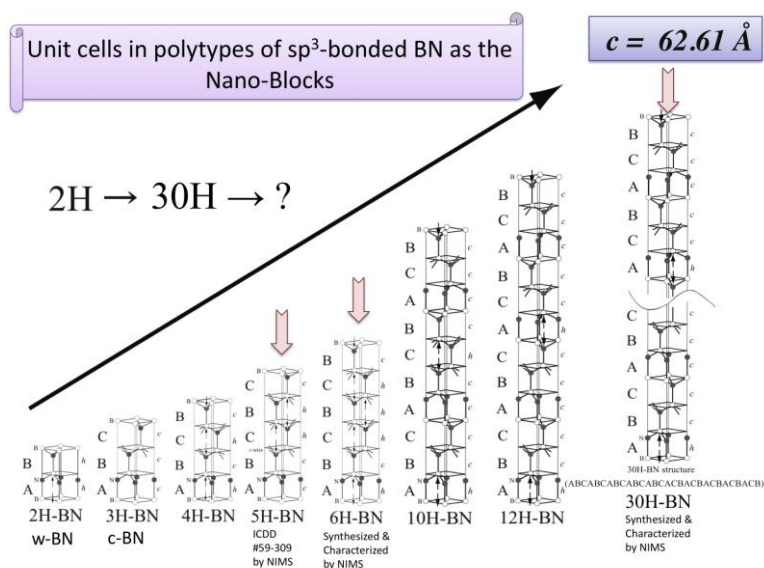 Unit cells in polytypes of sp³-bonded BN as the
Nano-Blocks
c = 62.61 Å
2H → 30H → ?
B
A
2H-BN
w-BN
C
B
A
3H-BN
c-BN
B
C
B
A
4H-BN
C
B
C
B
A
5H-BN
ICDD
#59-309
by NIMS
B
C
B
C
B
A
6H-BN
Synthesized &
Characterized
by NIMS
B
C
A
B
C
B
A
C
B
A
10H-BN
B
C
A
B
C
A
C
B
A
C
B
A
12H-BN
B
C
A
B
C
A
C
B
A
C
B
A
30H-BN structure
(ABCABCABCABCABCACBACBACBACBACB)
30H-BN
Synthesized &
Characterized
by NIMS